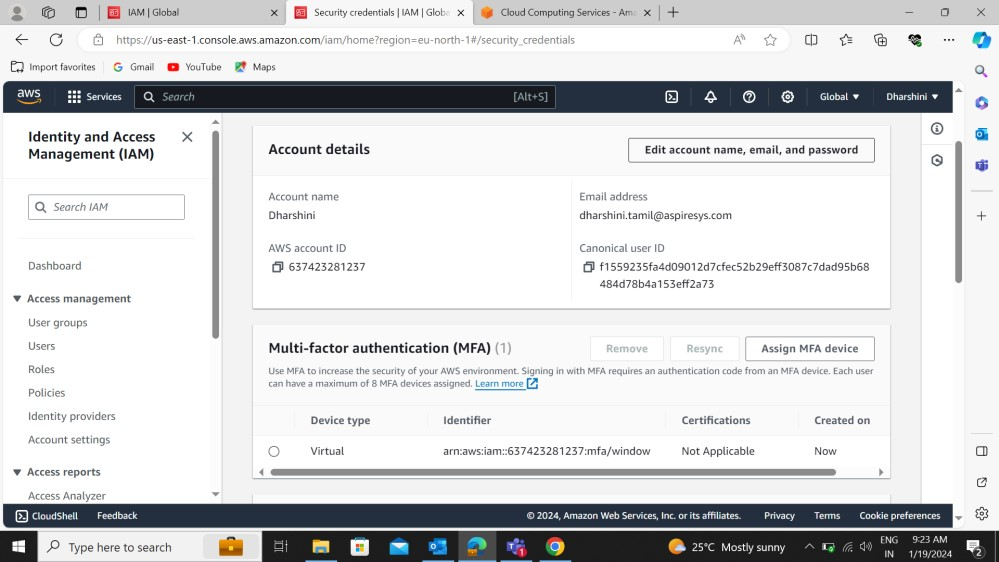 IAM | Global
Security credentials | IAM | Globa
Cloud Computing Services - Ama
https://us-east-1.console.aws.amazon.com/iam/home?region=eu-north-1#/security_credentials
Import favorites
Gmail
YouTube
Maps
aws
Services
Search
[Alt+S]
Global
Dharshini
Identity and Access
Management (IAM)
Search IAM
Dashboard
Access management
User groups
Users
Roles
Policies
Identity providers
Account settings
Access reports
Access Analyzer
Account details
Edit account name, email, and password
Account name
Dharshini
Email address
dharshini.tamil@aspiresys.com
AWS account ID
637423281237
Canonical user ID
f1559235fa4d09012d7cfec52b29eff3087c7dad95b68
484d78b4a153eff2a73
Multi-factor authentication (MFA) (1)
Remove
Resync
Assign MFA device
Use MFA to increase the security of your AWS environment. Signing in with MFA requires an authentication code from an MFA device. Each user
can have a maximum of 8 MFA devices assigned. Learn more
Device type
Identifier
Certifications
Created on
Virtual
arn:aws:iam::637423281237:mfa/window
Not Applicable
Now
CloudShell
Feedback
© 2024, Amazon Web Services, Inc. or its affiliates.
Privacy
Terms
Cookie preferences
Type here to search
25°C Mostly sunny
ENG
IN
9:23 AM
1/19/2024
2